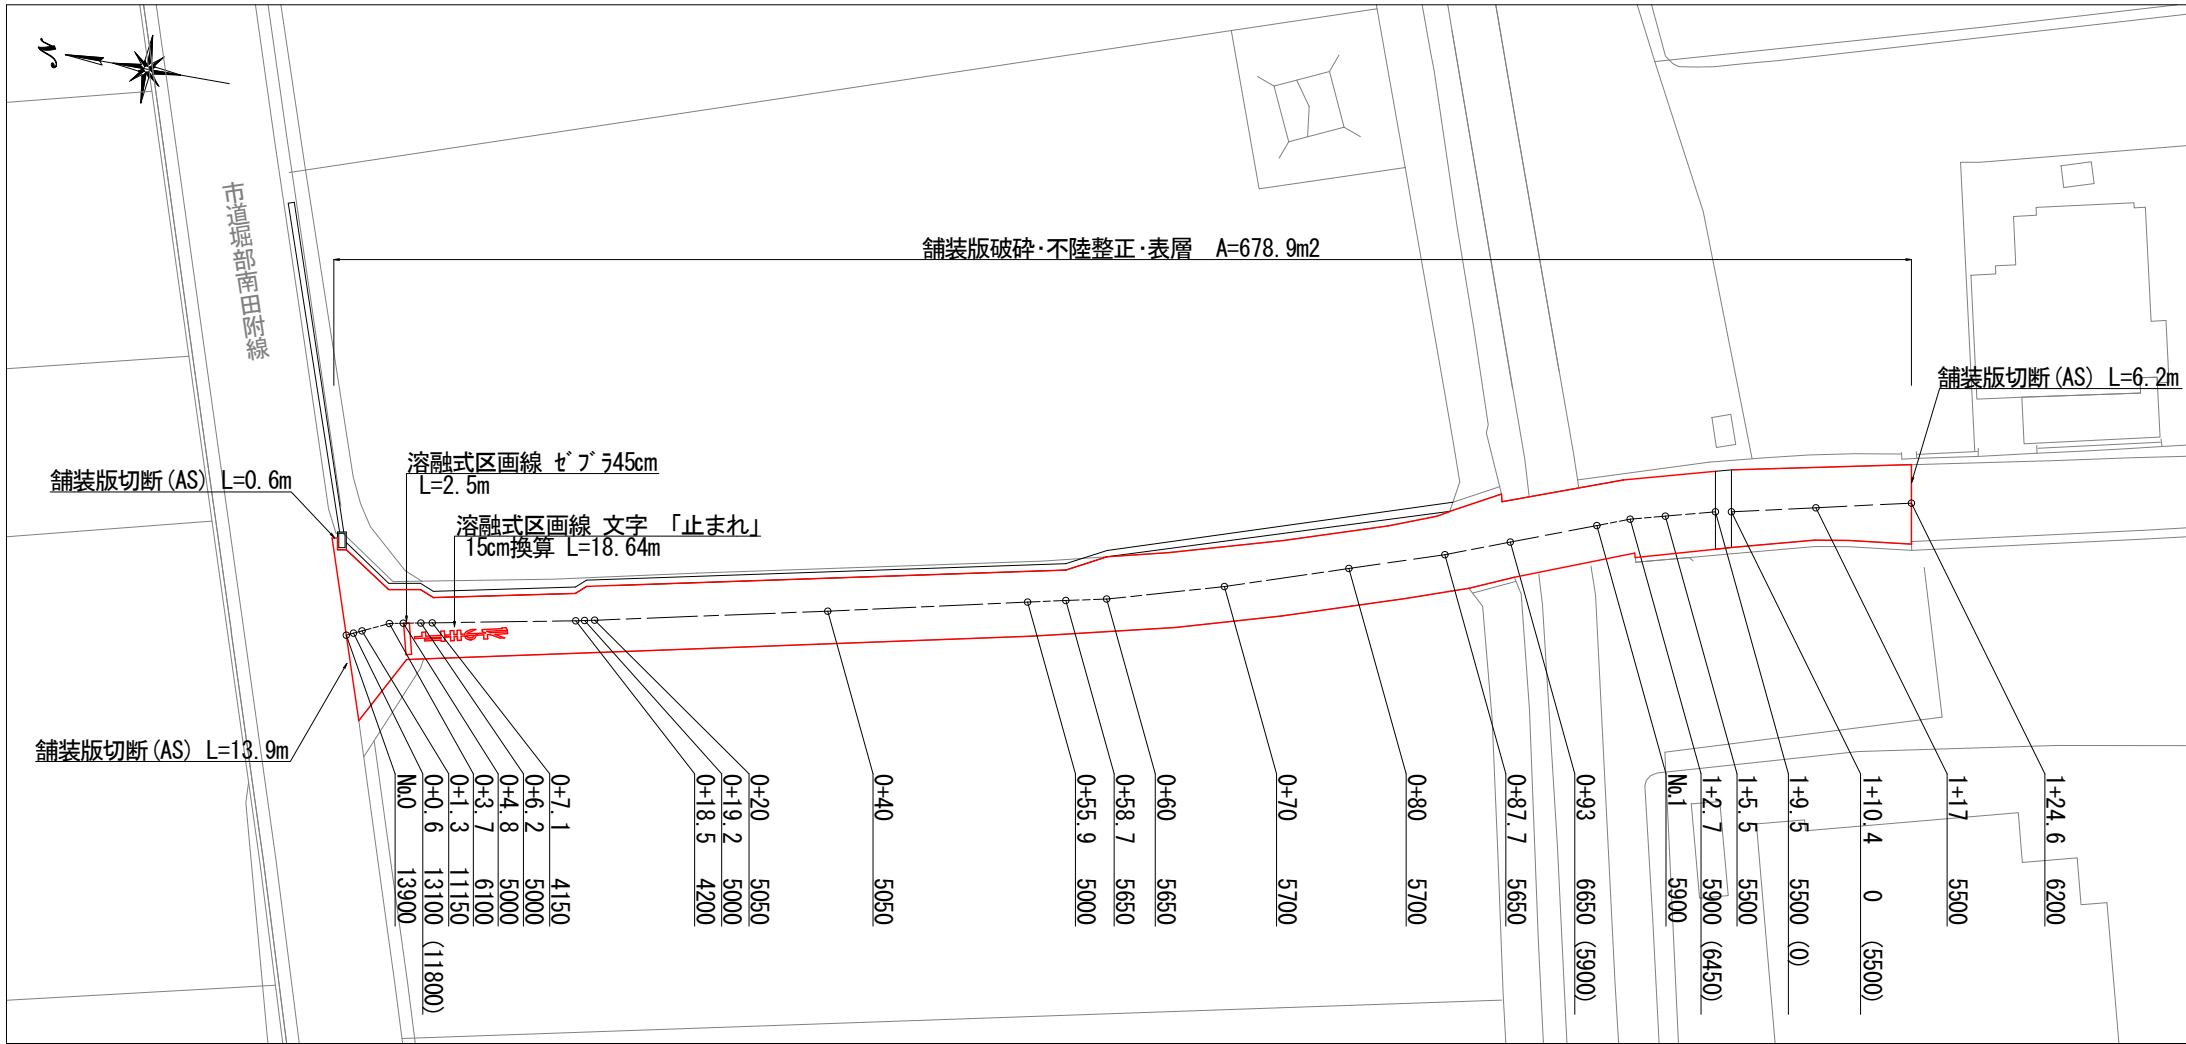 N
市道堀部南田附線
舗装版破砕･不陸整正･表層 A=678.9m2
舗装版切断(AS) L=6.2m
舗装版切断(AS) L=0.6m
溶融式区画線 ゼブラ45cm
L=2.5m
溶融式区画線 文字 「止まれ」
15cm換算 L=18.64m
止まれ
舗装版切断(AS) L=13.9m
No.0 13900
0+0.6 13100 (11800)
0+1.3 11150
0+3.7 6100
0+4.8 5000
0+6.2 5000
0+7.1 4150
0+18.5 4200
0+19.2 5000
0+20 5050
0+40 5050
0+55.9 5000
0+58.7 5650
0+60 5650
0+70 5700
0+80 5700
0+87.7 5650
0+93 6650 (5900)
No.1 5900
1+2.7 5900 (6450)
1+5.5 5500
1+9.5 5500 (0)
1+10.4 0 (5500)
1+17 5500
1+24.6 6200